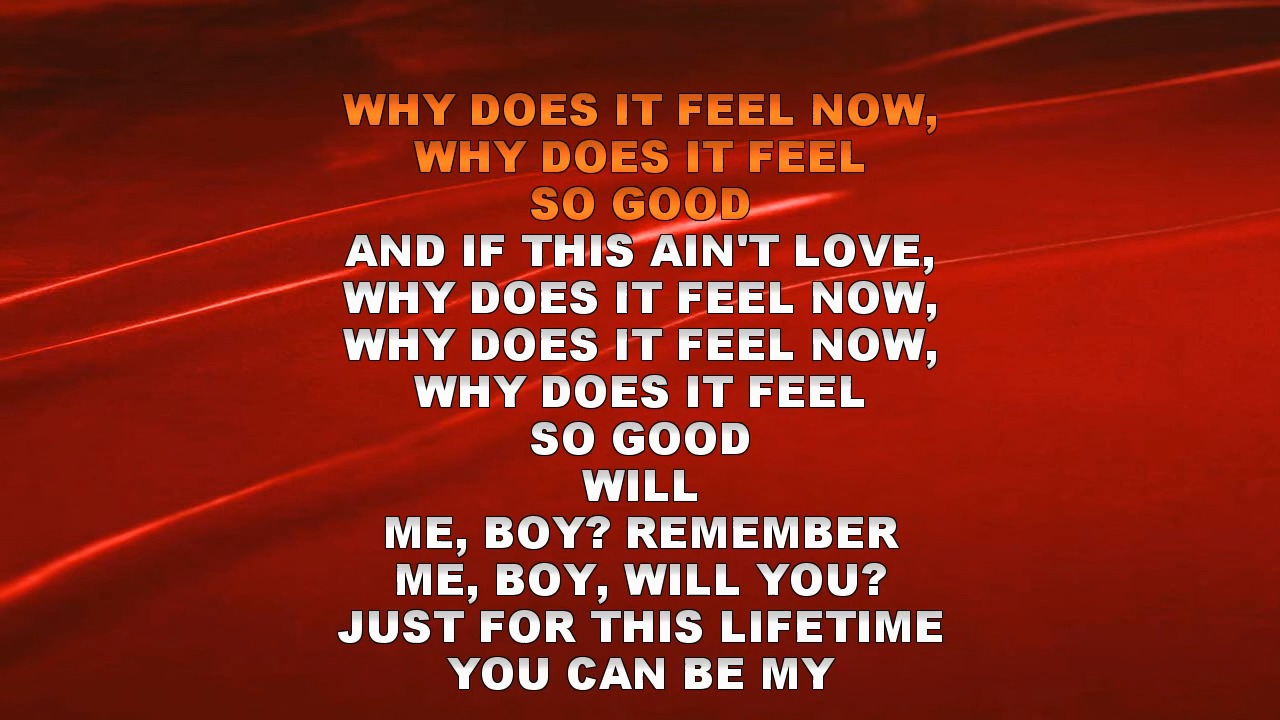 WHY DOES IT FEEL NOW,
WHY DOES IT FEEL
SO GOOD
AND IF THIS AIN'T LOVE,
WHY DOES IT FEEL NOW,
WHY DOES IT FEEL NOW,
WHY DOES IT FEEL
SO GOOD
WILL
ME, BOY? REMEMBER
ME, BOY, WILL YOU?
JUST FOR THIS LIFETIME
YOU CAN BE MY